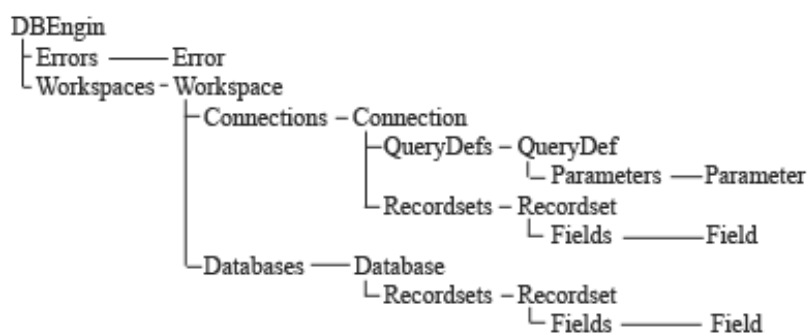 DBEngin
Errors Error
Workspaces Workspace
Connections Connection
QueryDefs QueryDef
Parameters Parameter
Recordsets Recordset
Fields Field
Databases Database
Recordsets Recordset
Fields Field